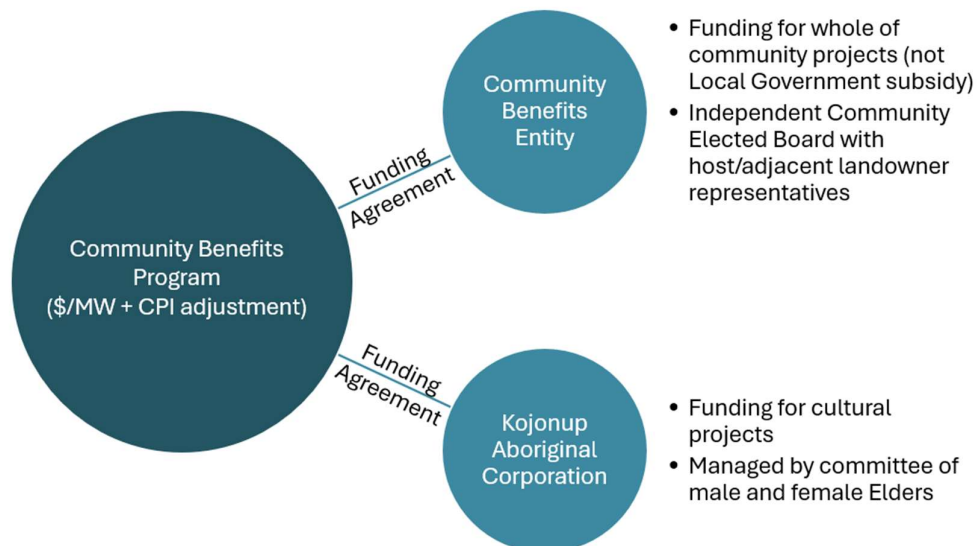 Community Benefits
Program
($/MW + CPI adjustment)
Funding
Agreement
Community
Benefits
Entity
• Funding for whole of
community projects (not
Local Government subsidy)
• Independent Community
Elected Board with
host/adjacent landowner
representatives
Funding
Agreement
Kojonup
Aboriginal
Corporation
• Funding for cultural
projects
• Managed by committee of
male and female Elders